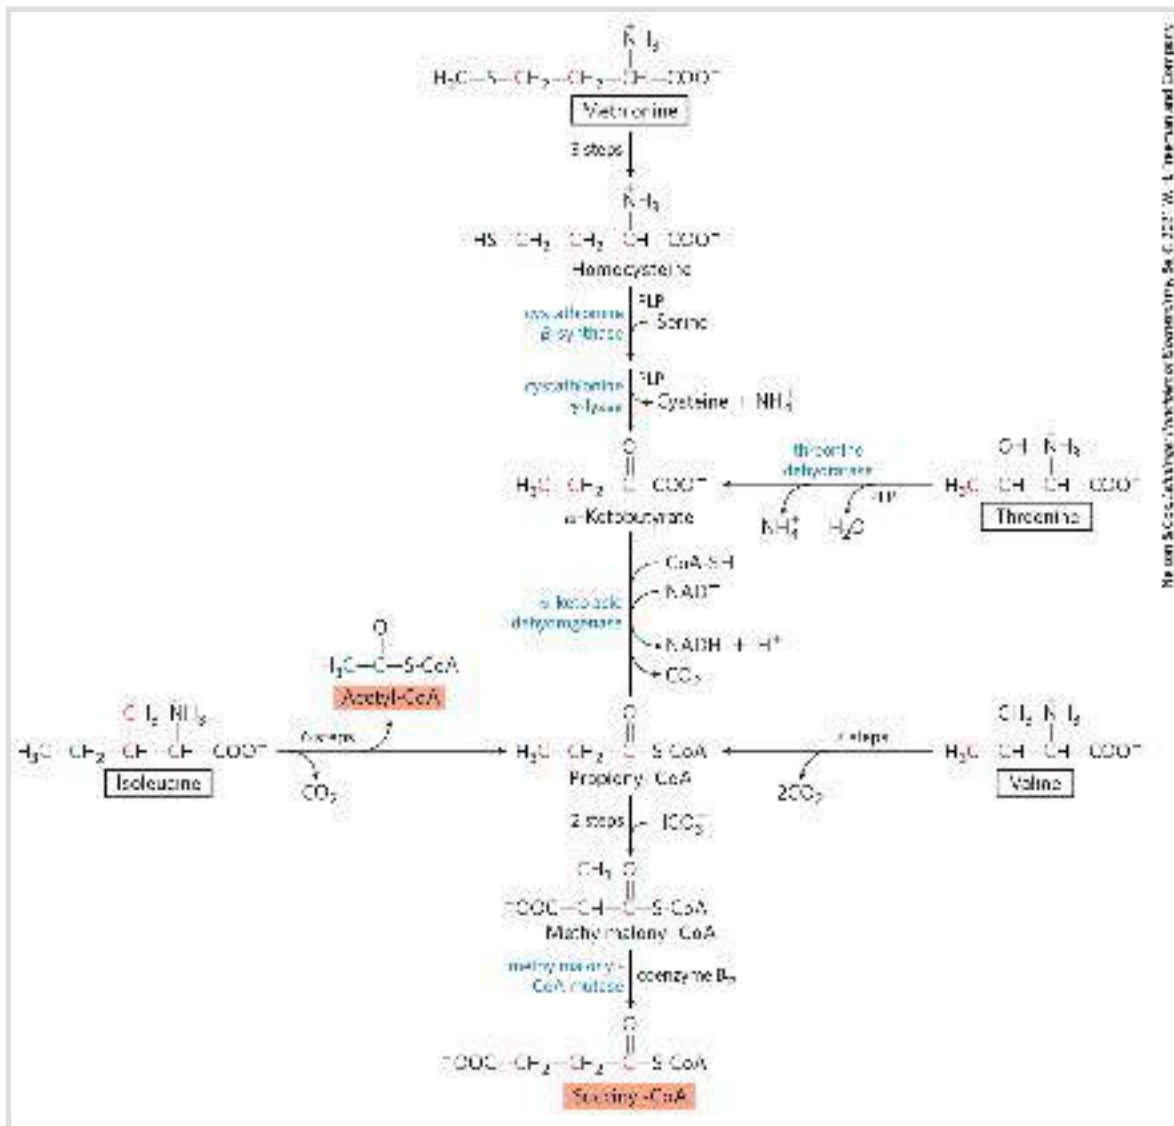 NH₃
H₃C—S—CH₂—CH₂—CH—COO⁻
Methionine
3 steps
NH₃
HS CH₂ CH₂ CH COO⁻
Homocysteine
cystathionine
β-synthase
PLP
Serine
cystathionine
γ-lyase
PLP
Cysteine + NH₄⁺
O
H₃C CH₂ C COO⁻
α-Ketobutyrate
threonine
dehydratase
PLP
NH₄⁺
H₂O
OH NH₃
H₃C CH CH COO⁻
Threonine
α-keto acid
dehydrogenase
CoA-SH
NAD⁺
NADH + H⁺
CO₂
O
H₃C—C—S-CoA
Acetyl-CoA
CH₃ NH₃
H₃C CH₂ CH CH COO⁻
Isoleucine
6 steps
CO₂
O
H₃C CH₂ C S-CoA
Propionyl-CoA
7 steps
2CO₂
CH₃ NH₃
H₃C CH CH COO⁻
Valine
2 steps
HCO₃⁻
CH₃ O
⁻OOC—CH—C—S-CoA
Methylmalonyl-CoA
methylmalonyl-
CoA mutase
coenzyme B₁₂
O
⁻OOC—CH₂—CH₂—C—S-CoA
Succinyl-CoA